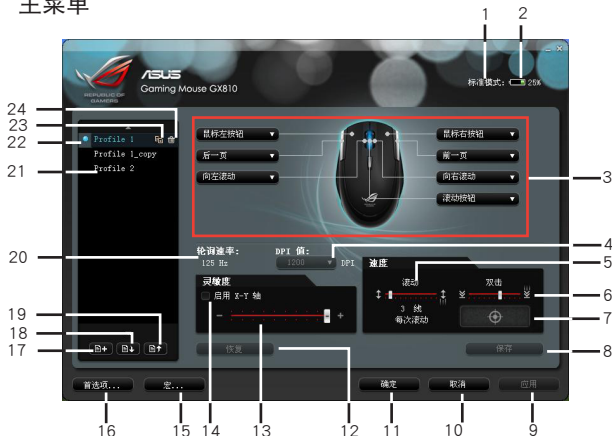 主菜单
1 2
标准模式： 25%
REPUBLIC OF GAMERS
ASUS
Gaming Mouse GX810
24
23
22
21
Profile 1
Profile 1_copy
Profile 2
鼠标左按钮
后一页
向左滚动
鼠标右按钮
前一页
向右滚动
滚动按钮
3
20
轮询速率：
125 Hz
DPI 值：
1200 DPI
4
速度
5
滚动
双击
3 线
每次滚动
6
7
灵敏度
启用 X-Y 轴
- +
19
18
17
恢复
保存
8
首选项...
宏...
确定
取消
应用
16 15 14 13 12 11 10 9